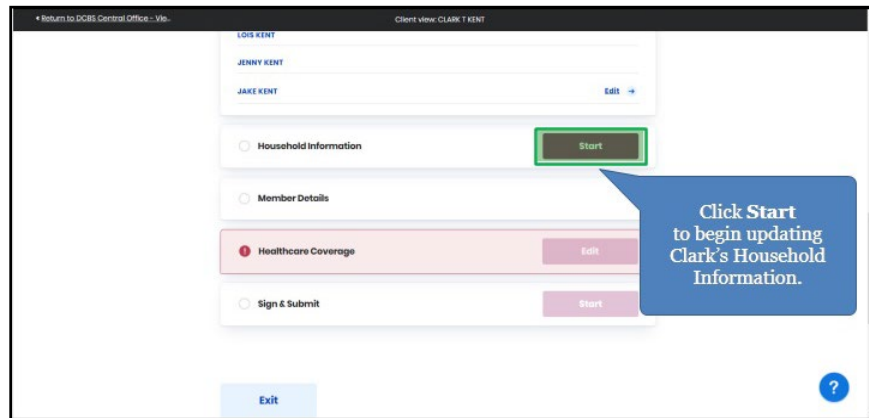 ◂ Return to DCBS Central Office - Vie..
Client view: CLARK T KENT
LOIS KENT
JENNY KENT
JAKE KENT
Edit →
Household Information
Start
Member Details
Click Start
to begin updating
Clark's Household
Information.
! Healthcare Coverage
Edit
Sign & Submit
Start
Exit
?